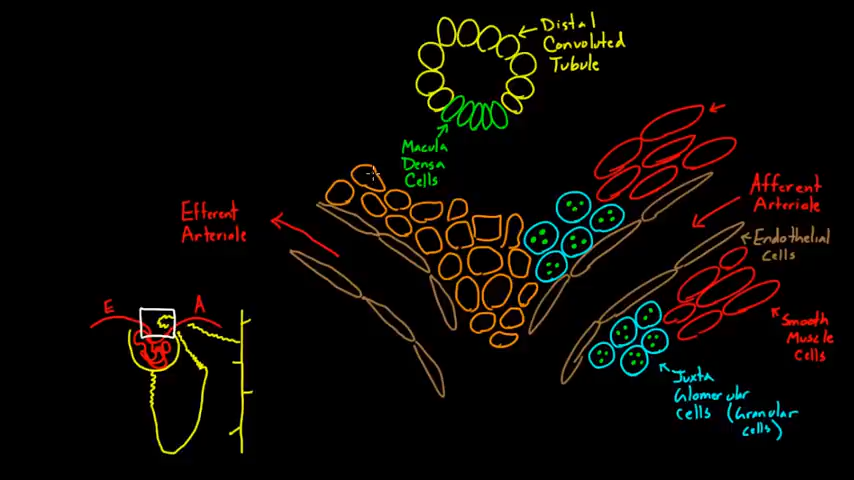 Distal
Convoluted
Tubule
Macula
Densa
Cells
Efferent
Arteriole
Afferent
Arteriole
Endothelial
Cells
E
A
Smooth
Muscle
Cells
Juxta
Glomerular
Cells (Granular
Cells)